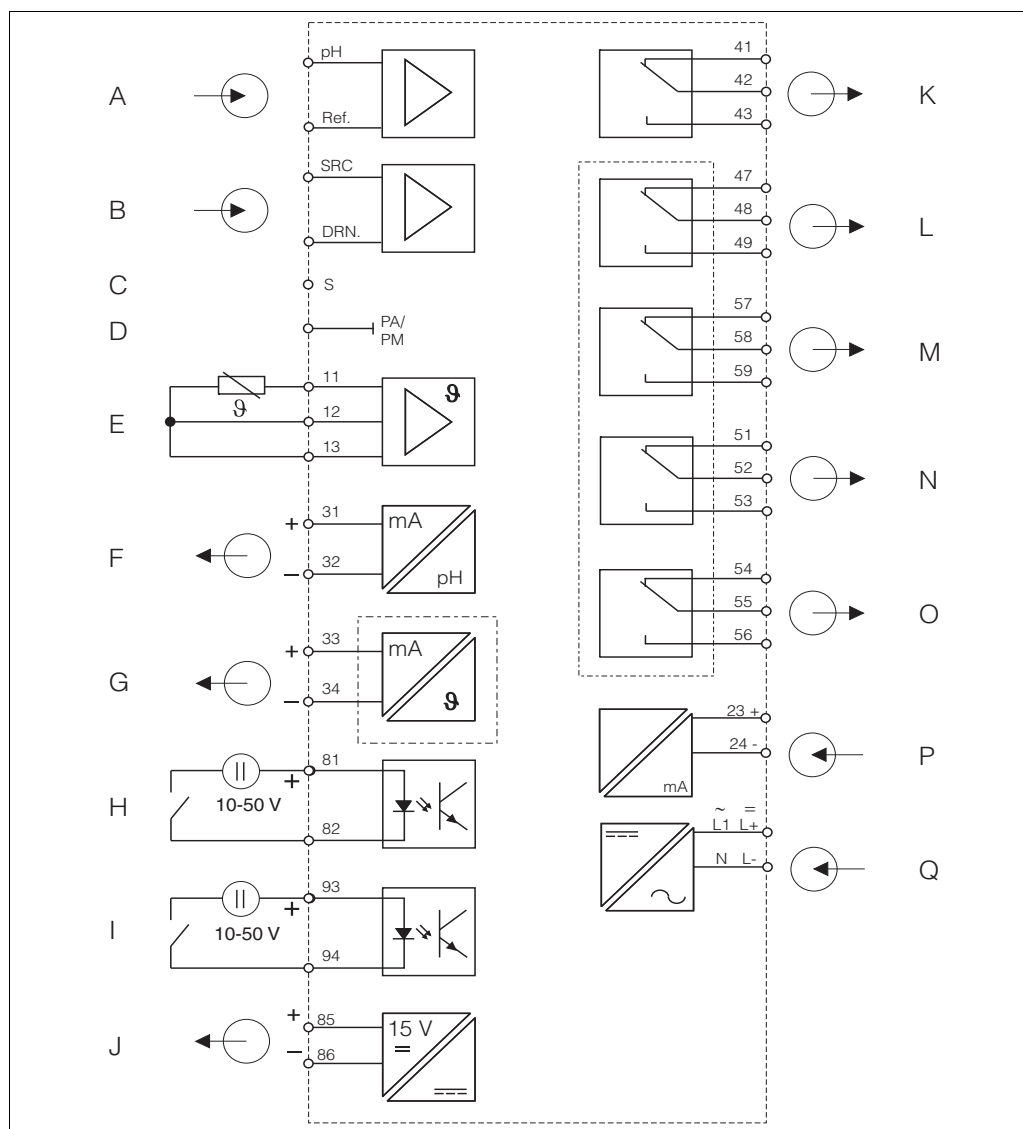 A
pH
Ref.
B
SRC
DRN.
C
S
D
PA/
PM
E
ϑ
11
12
13
ϑ
F
+
31
–
32
mA
pH
G
+
33
–
34
mA
ϑ
H
10-50 V
81
+
82
I
10-50 V
93
+
94
J
+
85
–
86
15 V
=
41
42
43
K
47
48
49
L
57
58
59
M
51
52
53
N
54
55
56
O
23 +
24 -
mA
P
~ =
L1 L+
N L-
Q